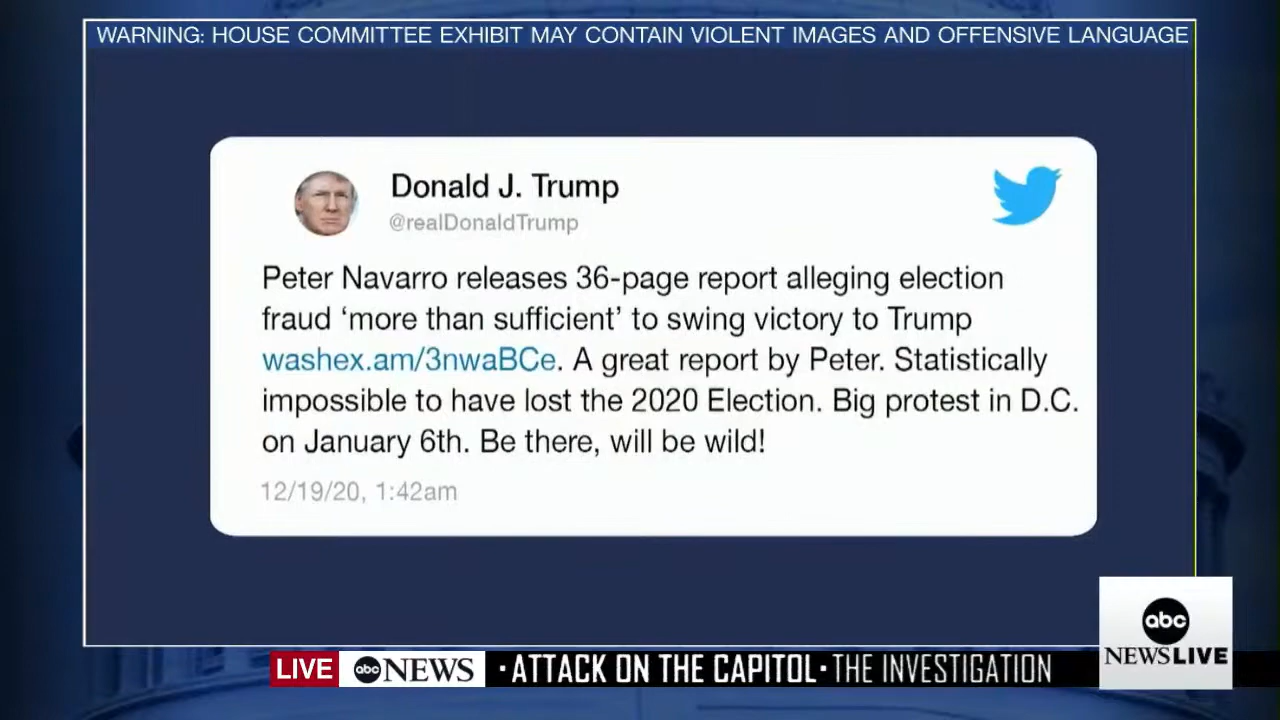 WARNING: HOUSE COMMITTEE EXHIBIT MAY CONTAIN VIOLENT IMAGES AND OFFENSIVE LANGUAGE
Donald J. Trump
@realDonaldTrump
Peter Navarro releases 36-page report alleging election
fraud ‘more than sufficient’ to swing victory to Trump
washex.am/3nwaBCe. A great report by Peter. Statistically
impossible to have lost the 2020 Election. Big protest in D.C.
on January 6th. Be there, will be wild!
12/19/20, 1:42am
abc
NEWSLIVE
LIVE abc NEWS · ATTACK ON THE CAPITOL · THE INVESTIGATION